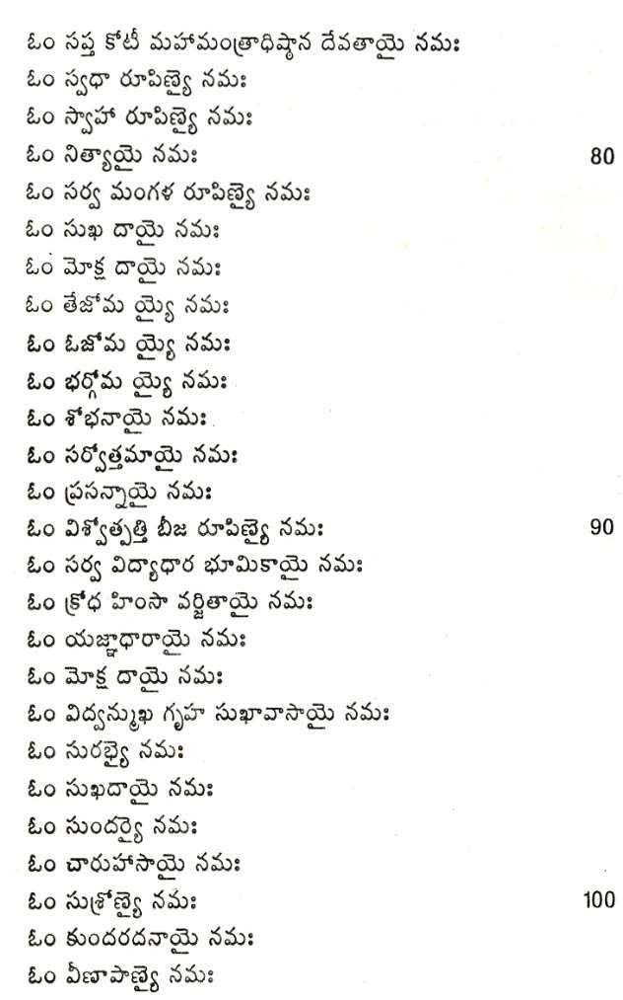 ఓం సప్త కోటీ మహామంత్రాధిష్ఠాన దేవతాయై నమః
ఓం స్వధా రూపిణ్యై నమః
ఓం స్వాహా రూపిణ్యై నమః
ఓం నిత్యాయై నమః 80
ఓం సర్వ మంగళ రూపిణ్యై నమః
ఓం సుఖ దాయై నమః
ఓం మోక్ష దాయై నమః
ఓం తేజోమ య్యై నమః
ఓం ఓజోమ య్యై నమః
ఓం భర్గోమ య్యై నమః
ఓం శోభనాయై నమః
ఓం సర్వోత్తమాయై నమః
ఓం ప్రసన్నాయై నమః
ఓం విశ్వోత్పత్తి బీజ రూపిణ్యై నమః 90
ఓం సర్వ విద్యాధార భూమికాయై నమః
ఓం క్రోధ హింసా వర్జితాయై నమః
ఓం యజ్ఞాధారాయై నమః
ఓం మోక్ష దాయై నమః
ఓం విద్వన్ముఖ గృహ సుఖావాసాయై నమః
ఓం సురభ్యై నమః
ఓం సుఖదాయై నమః
ఓం సుందర్యై నమః
ఓం చారుహాసాయై నమః
ఓం సుశ్రోణ్యై నమః 100
ఓం కుందరదనాయై నమః
ఓం వీణాపాణ్యై నమః